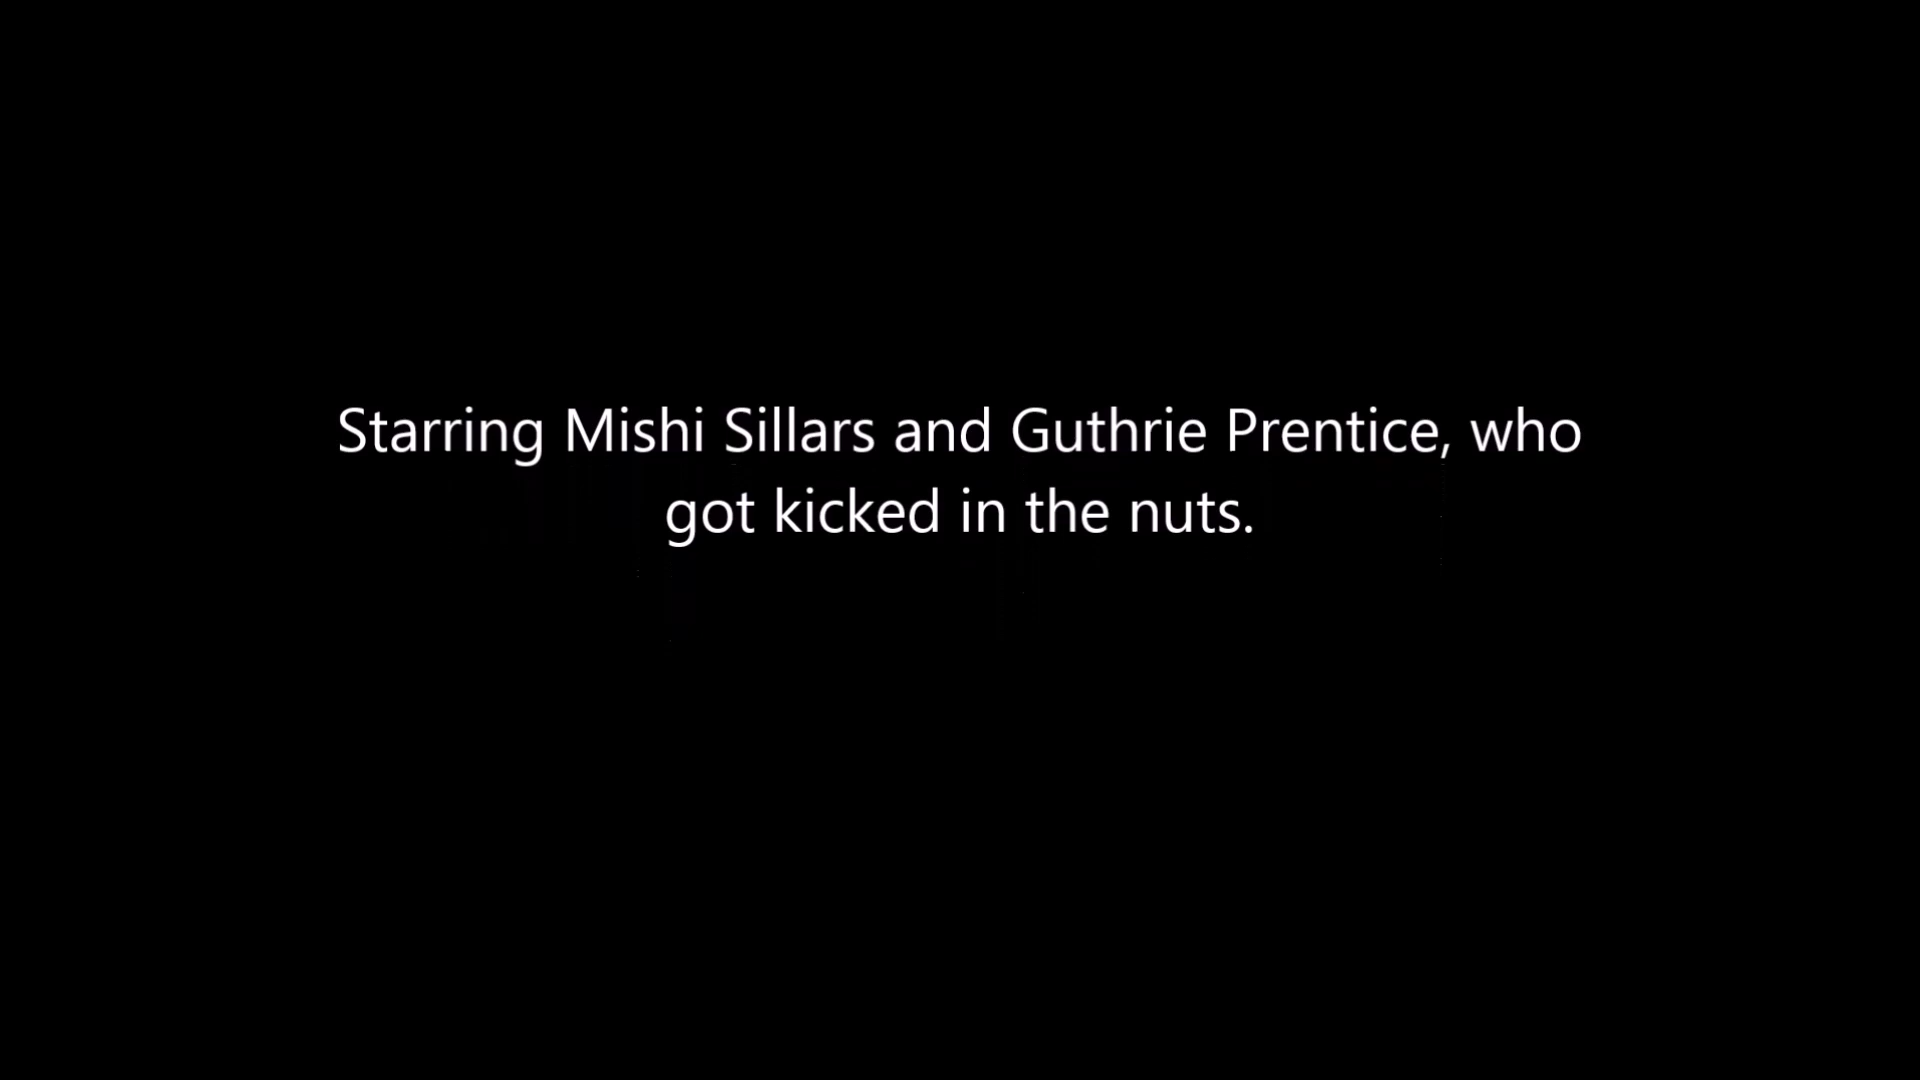 Starring Mishi Sillars and Guthrie Prentice, who
got kicked in the nuts.